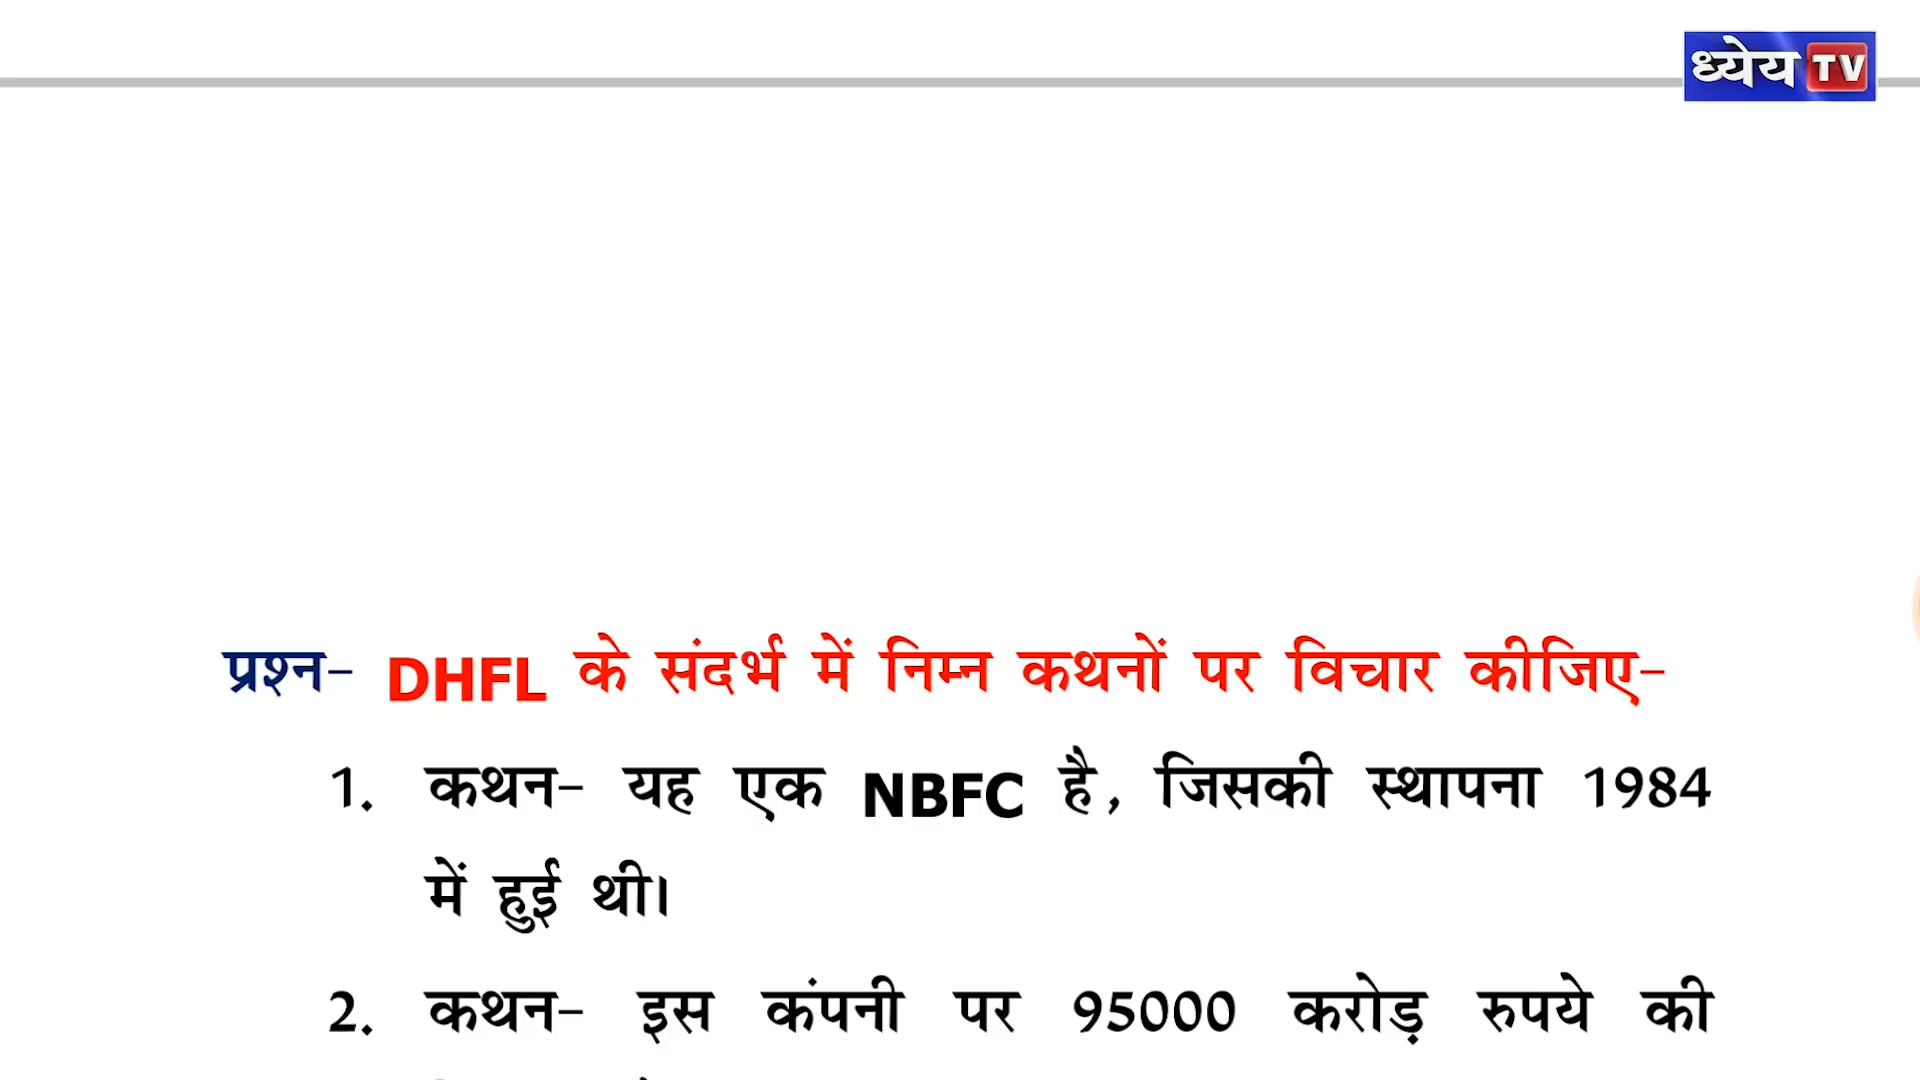 ध्येय TV
प्रश्न- DHFL के संदर्भ में निम्न कथनों पर विचार कीजिए-
1. कथन- यह एक NBFC है, जिसकी स्थापना 1984
में हुई थी।
2. कथन- इस कंपनी पर 95000 करोड़ रुपये की